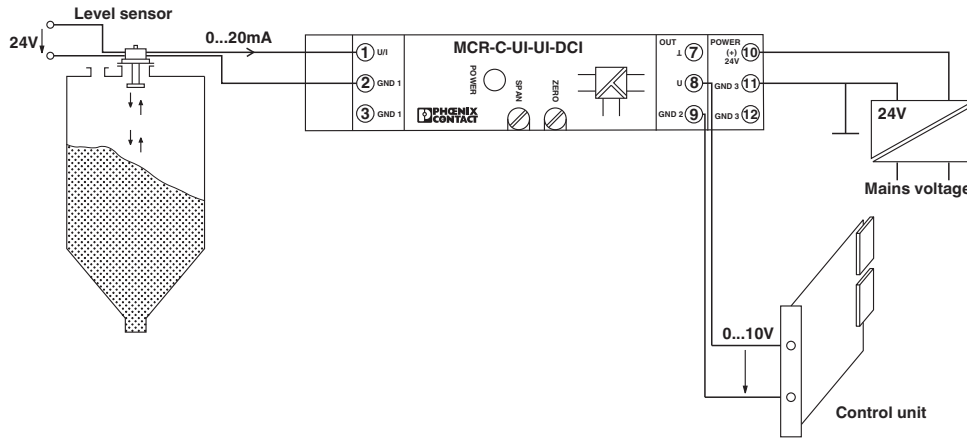 Level sensor
24V
0...20mA
1 U/I
2 GND 1
3 GND 1
MCR-C-UI-UI-DCI
POWER
SPAN
ZERO
PHŒNIX
CONTACT
OUT
⊥ 7
U 8
GND 2 9
POWER
(+) 10
24V
GND 3 11
GND 3 12
24V
Mains voltage
0...10V
Control unit